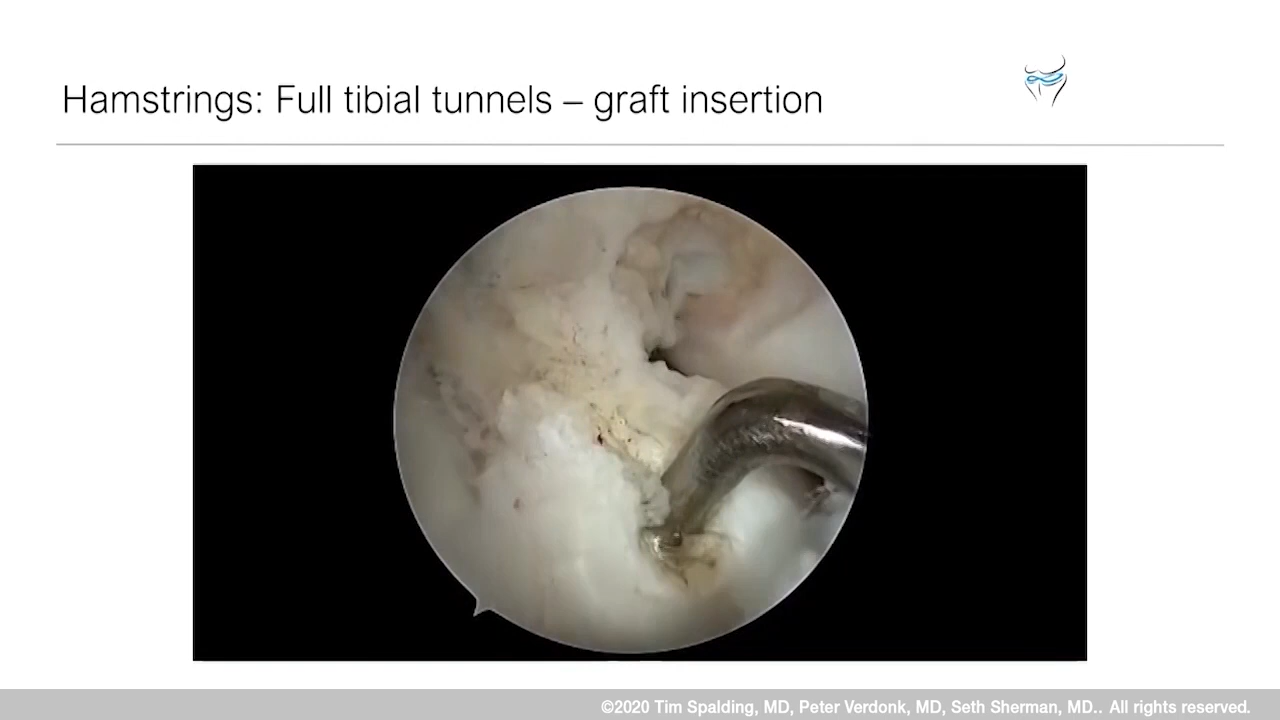 Hamstrings: Full tibial tunnels – graft insertion
©2020 Tim Spalding, MD, Peter Verdonk, MD, Seth Sherman, MD.. All rights reserved.